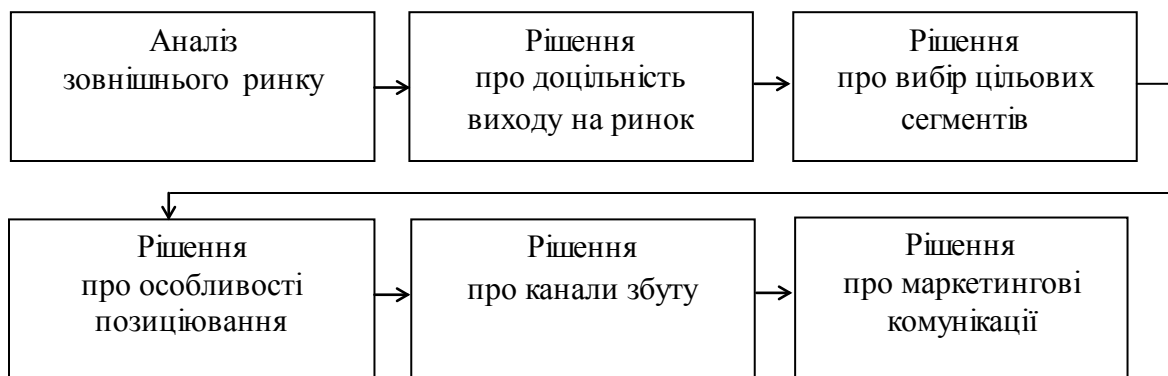 Аналіз
зовнішнього ринку
Рішення
про доцільність
виходу на ринок
Рішення
про вибір цільових
сегментів
Рішення
про особливості
позиціювання
Рішення
про канали збуту
Рішення
про маркетингові
комунікації